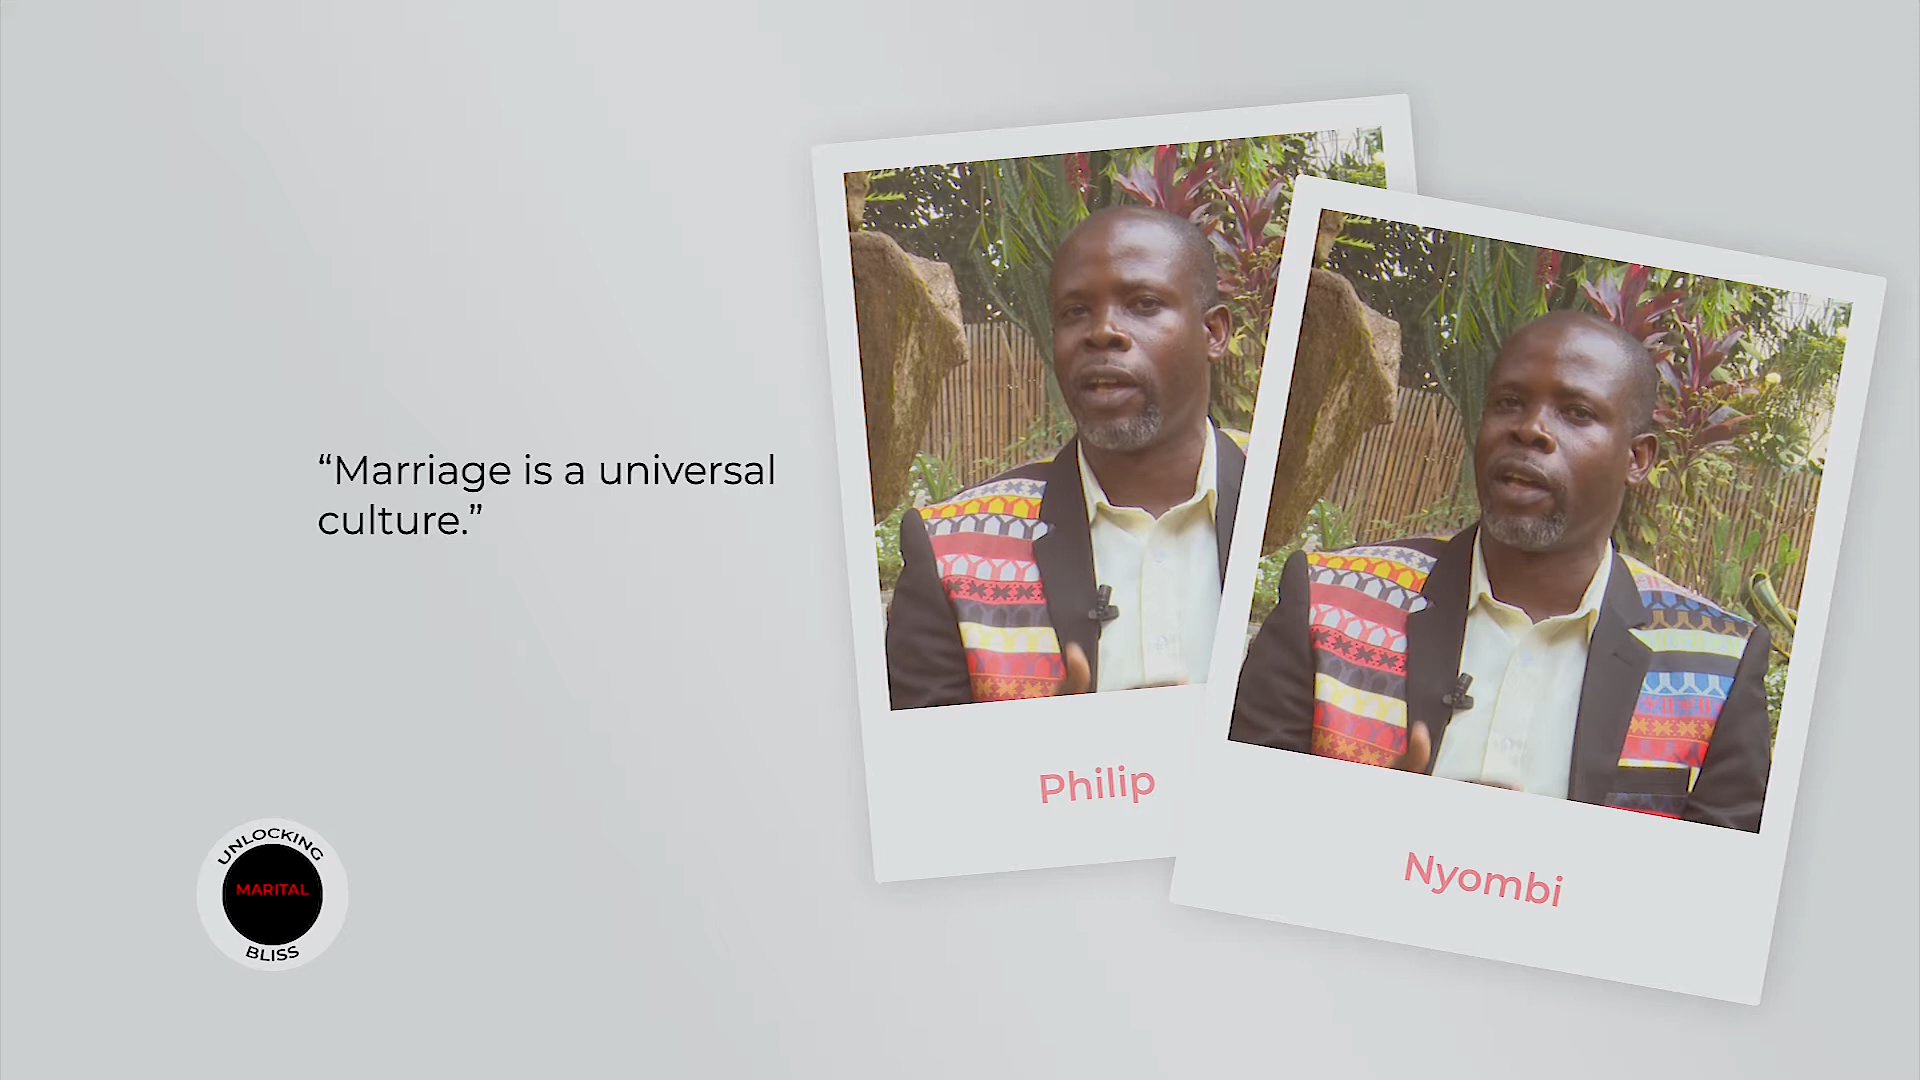 “Marriage is a universal
culture.”
Philip
Nyombi
UNLOCKING
MARITAL
BLISS